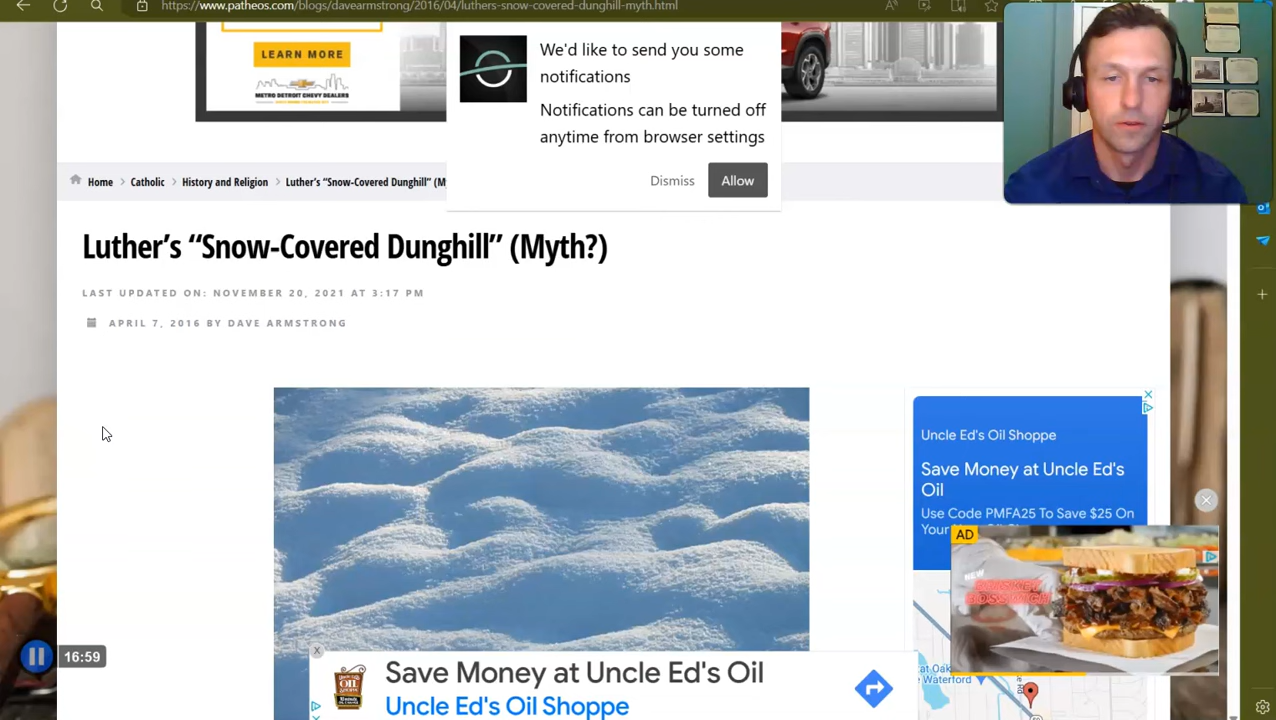 https://www.patheos.com/blogs/davearmstrong/2016/04/luthers-snow-covered-dunghill-myth.html
LEARN MORE
METRO DETROIT CHEVY DEALERS
We'd like to send you some
notifications
Notifications can be turned off
anytime from browser settings
Dismiss
Allow
Home
Catholic
History and Religion
Luther's “Snow-Covered Dunghill” (M
Luther's “Snow-Covered Dunghill” (Myth?)
LAST UPDATED ON: NOVEMBER 20, 2021 AT 3:17 PM
APRIL 7, 2016 BY DAVE ARMSTRONG
Uncle Ed's Oil Shoppe
Save Money at Uncle Ed's
Oil
Use Code PMFA25 To Save $25 On
Your
AD
NEW
16:59
X
Save Money at Uncle Ed's Oil
Uncle Ed's Oil Shoppe
at Oak
Waterford